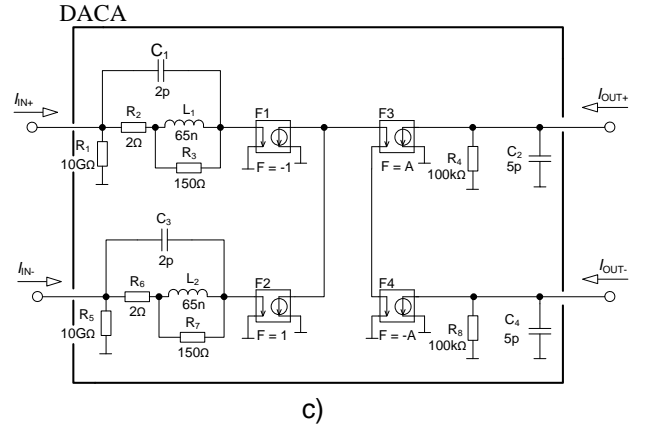 DACA
C1
2p
IIN+
R2
2Ω
L1
65n
R3
150Ω
R1
10GΩ
F1
F = -1
F3
F = A
R4
100kΩ
C2
5p
IOUT+
C3
2p
IIN-
R6
2Ω
L2
65n
R7
150Ω
R5
10GΩ
F2
F = 1
F4
F = -A
R8
100kΩ
C4
5p
IOUT-
c)